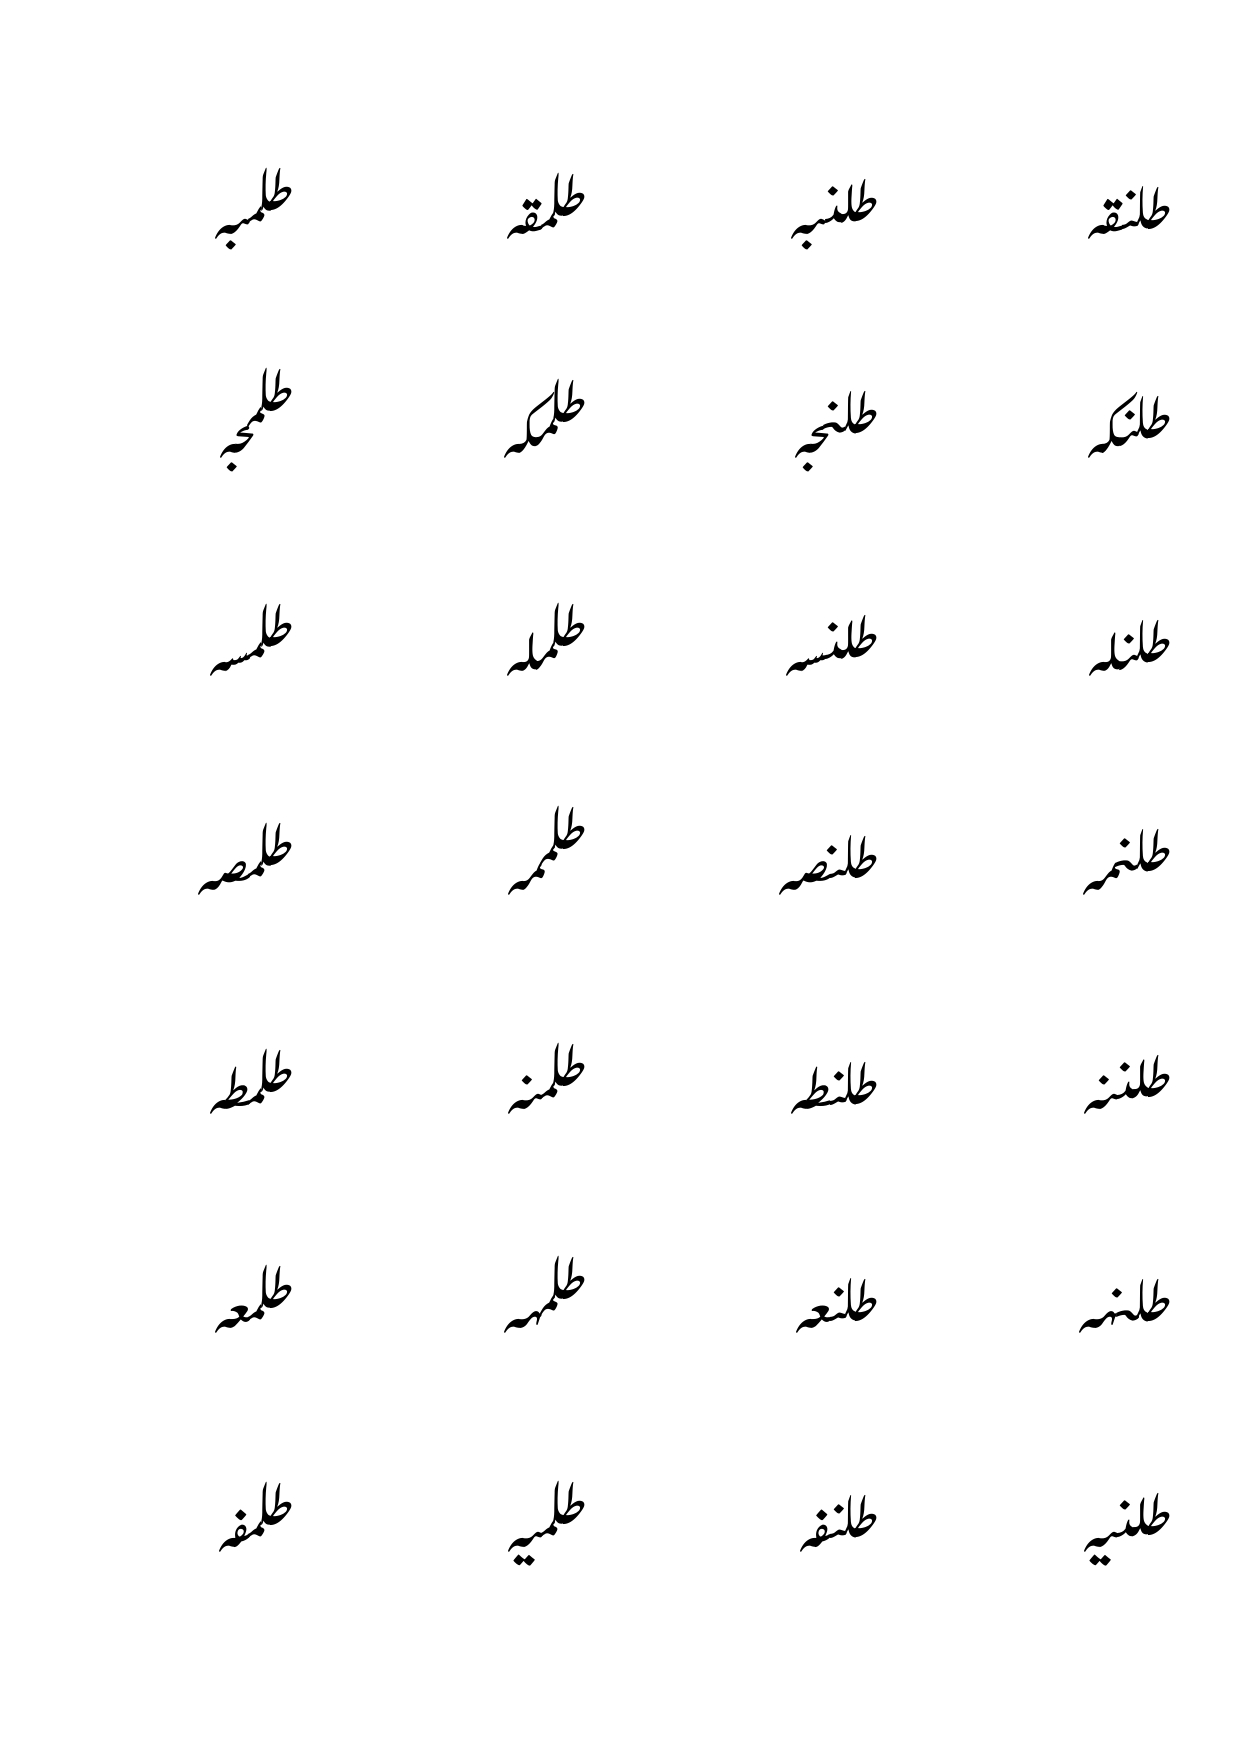 طلنقہ طلنبہ طلمقہ طلمبہ
طلنکہ طلنجہ طلمکہ طلمجہ
طلنلہ طلنسہ طلملہ طلمسہ
طلنمہ طلنصہ طلممہ طلمصہ
طلننہ طلنطہ طلمنہ طلمطہ
طلنہہ طلنعہ طلمہہ طلمعہ
طلنیہ طلنفہ طلمیہ طلمفہ